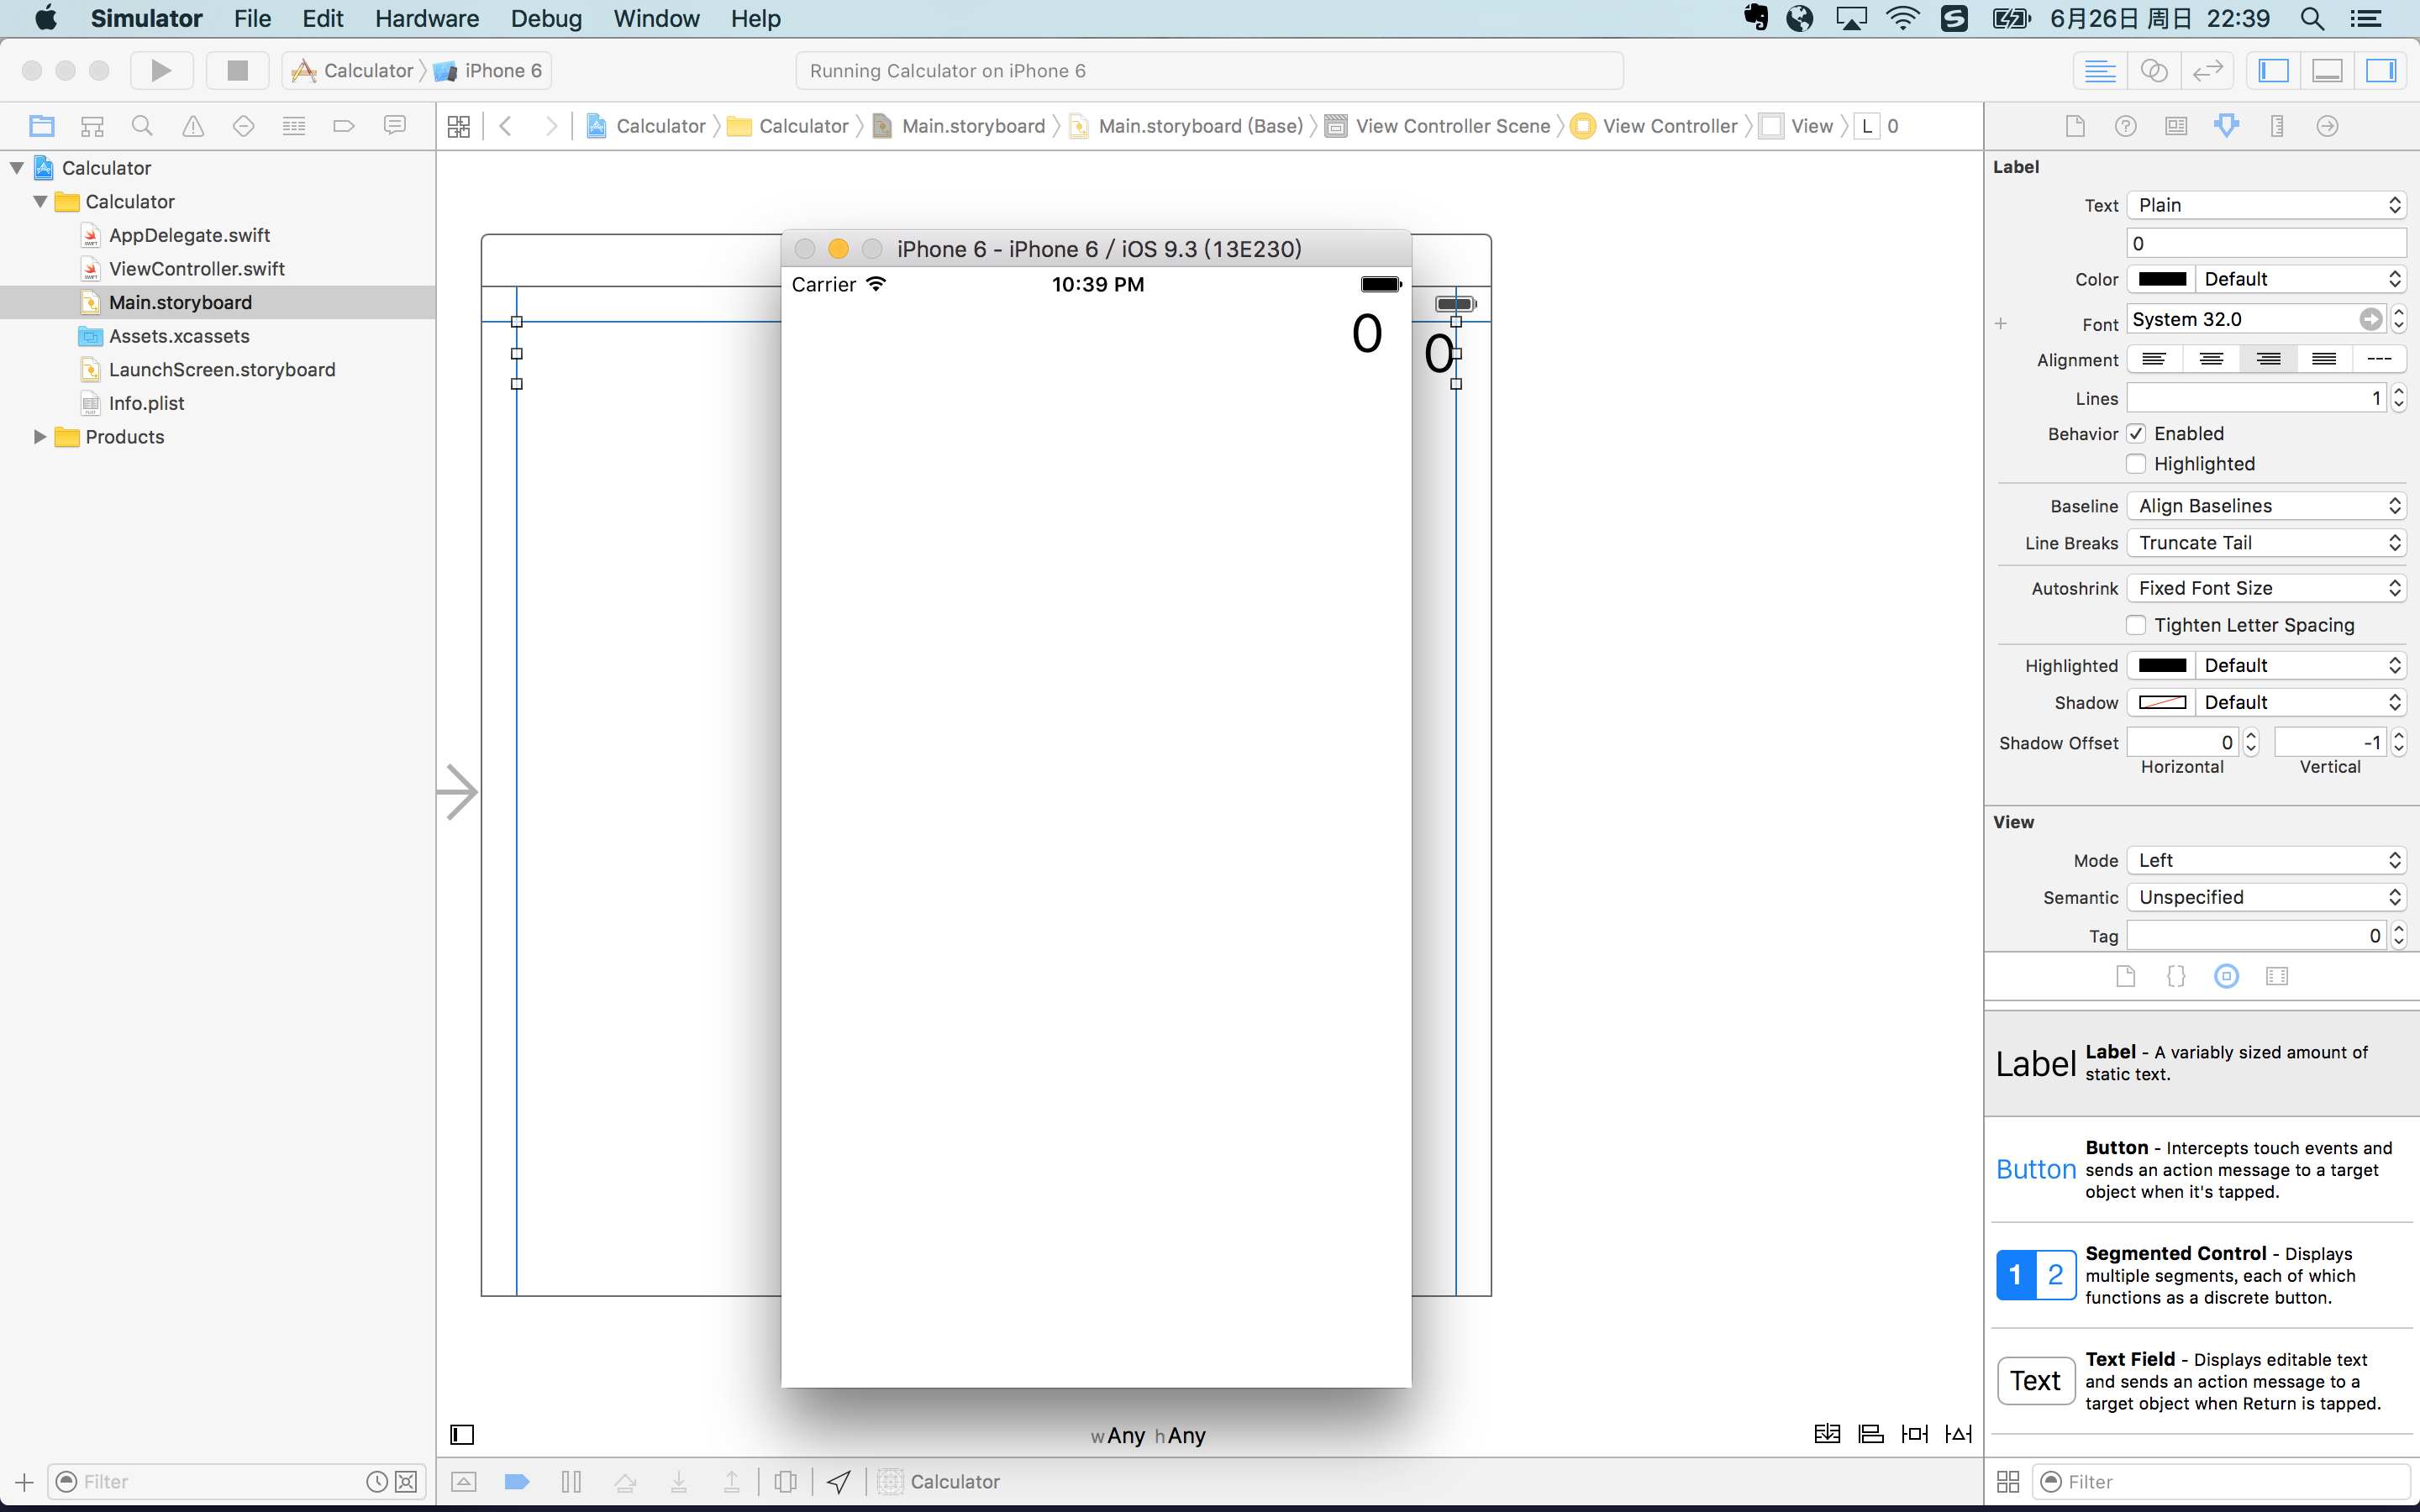 Simulator File Edit Hardware Debug Window Help 6月26日 周日 22:39
Calculator iPhone 6 Running Calculator on iPhone 6
Calculator Calculator Main.storyboard Main.storyboard (Base) View Controller Scene View Controller View L 0
Calculator
Calculator
AppDelegate.swift
ViewController.swift
Main.storyboard
Assets.xcassets
LaunchScreen.storyboard
Info.plist
Products
iPhone 6 - iPhone 6 / iOS 9.3 (13E230)
Carrier 10:39 PM
0
0
wAny hAny
Label
Text Plain
0
Color Default
Font System 32.0
Alignment
Lines 1
Behavior Enabled
Highlighted
Baseline Align Baselines
Line Breaks Truncate Tail
Autoshrink Fixed Font Size
Tighten Letter Spacing
Highlighted Default
Shadow Default
Shadow Offset 0 -1
Horizontal Vertical
View
Mode Left
Semantic Unspecified
Tag 0
Label Label - A variably sized amount of
static text.
Button - Intercepts touch events and
Button sends an action message to a target
object when it's tapped.
Segmented Control - Displays
1 2 multiple segments, each of which
functions as a discrete button.
Text Field - Displays editable text
Text and sends an action message to a
target object when Return is tapped.
Filter Calculator Filter